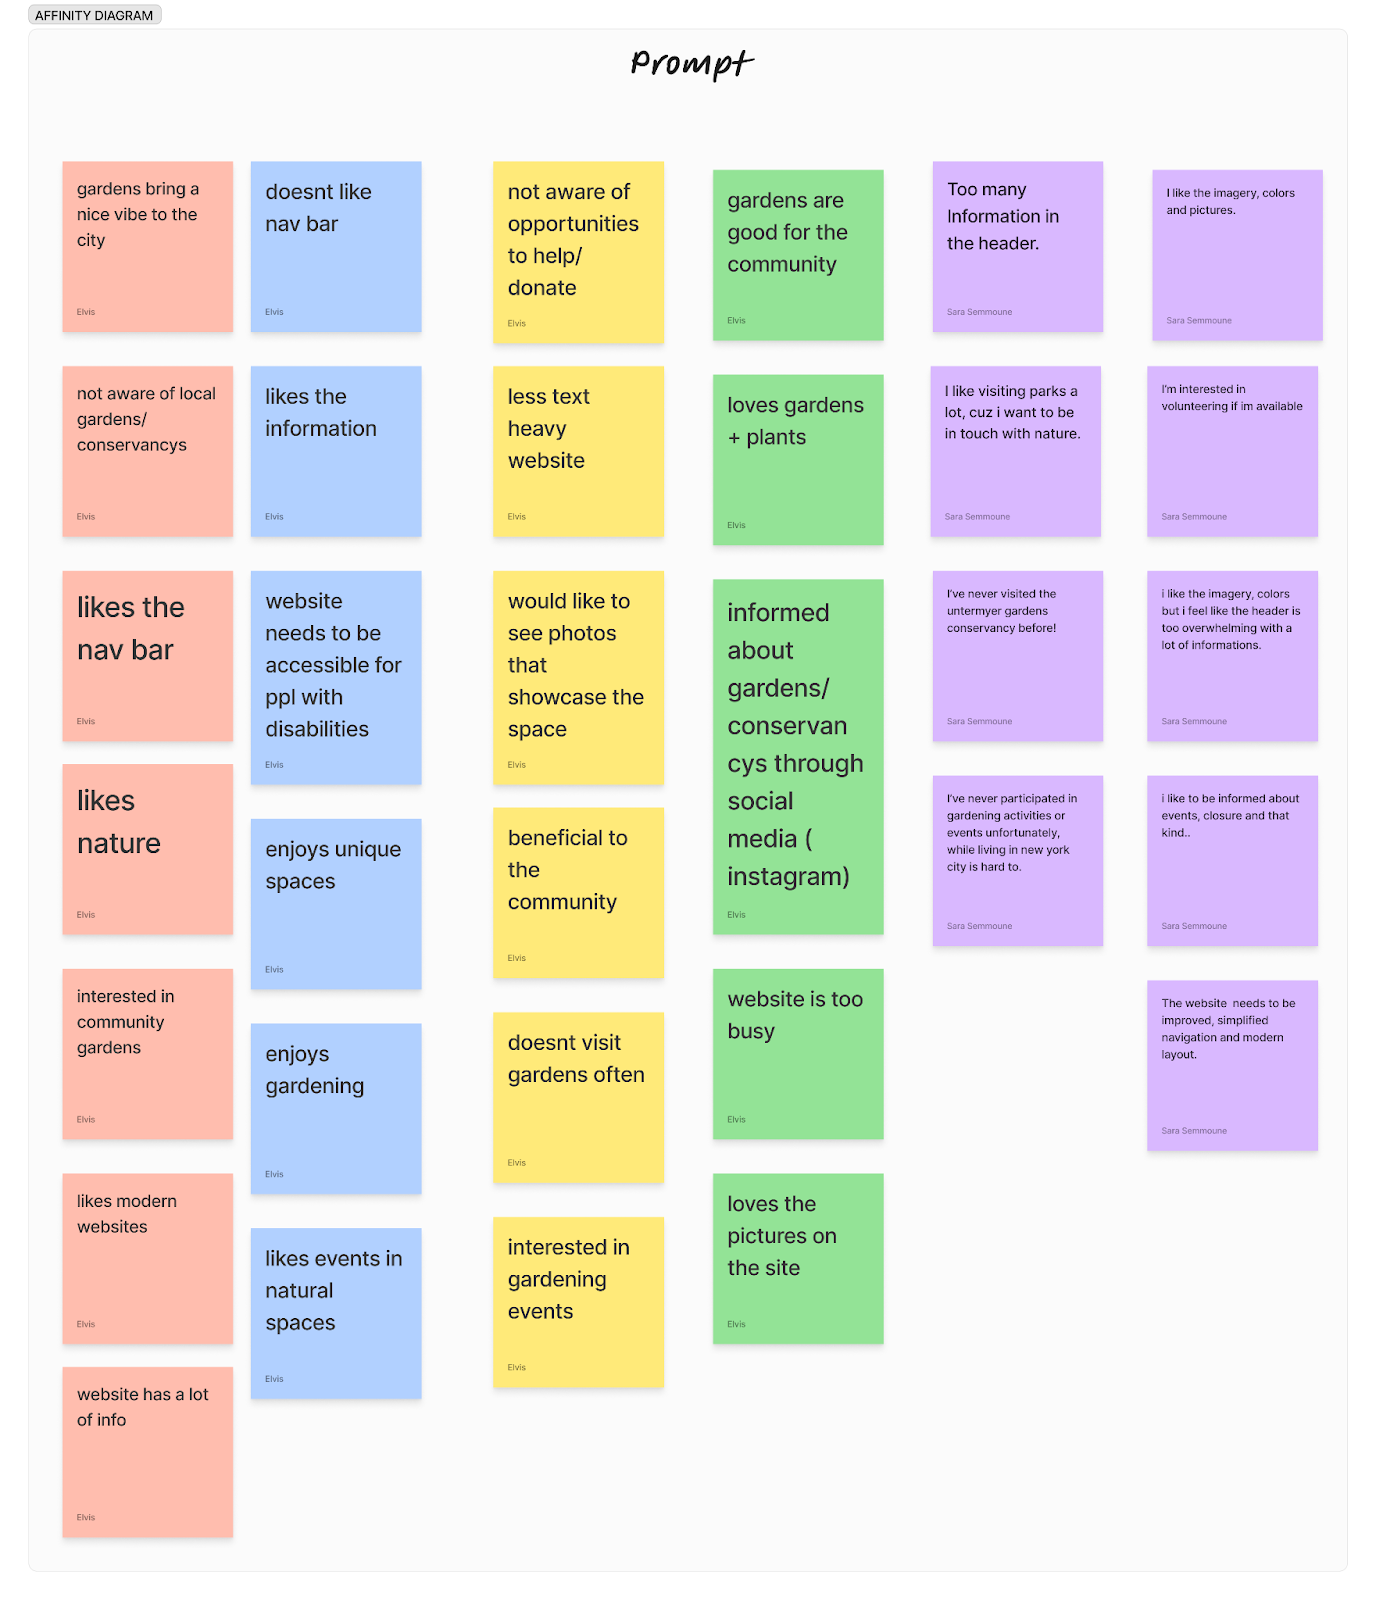 AFFINITY DIAGRAM
Prompt
gardens bring a
nice vibe to the
city
Elvis
not aware of local
gardens/
conservancys
Elvis
likes the
nav bar
Elvis
likes
nature
Elvis
interested in
community
gardens
Elvis
likes modern
websites
Elvis
website has a lot
of info
Elvis
doesnt like
nav bar
Elvis
likes the
information
Elvis
website
needs to be
accessible for
ppl with
disabilities
Elvis
enjoys unique
spaces
Elvis
enjoys
gardening
Elvis
likes events in
natural
spaces
Elvis
not aware of
opportunities
to help/
donate
Elvis
less text
heavy
website
Elvis
would like to
see photos
that
showcase the
space
Elvis
beneficial to
the
community
Elvis
doesnt visit
gardens often
Elvis
interested in
gardening
events
Elvis
gardens are
good for the
community
Elvis
loves gardens
+ plants
Elvis
informed
about
gardens/
conservan
cys through
social
media (
instagram)
Elvis
website is too
busy
Elvis
loves the
pictures on
the site
Elvis
Too many
Information in
the header.
Sara Semmoune
I like visiting parks a
lot, cuz i want to be
in touch with nature.
Sara Semmoune
I've never visited the
untermyer gardens
conservancy before!
Sara Semmoune
I've never participated in
gardening activities or
events unfortunately,
while living in new york
city is hard to.
Sara Semmoune
I like the imagery, colors
and pictures.
Sara Semmoune
I'm interested in
volunteering if im available
Sara Semmoune
i like the imagery, colors
but i feel like the header is
too overwhelming with a
lot of informations.
Sara Semmoune
i like to be informed about
events, closure and that
kind..
Sara Semmoune
The website  needs to be
improved, simplified
navigation and modern
layout.
Sara Semmoune